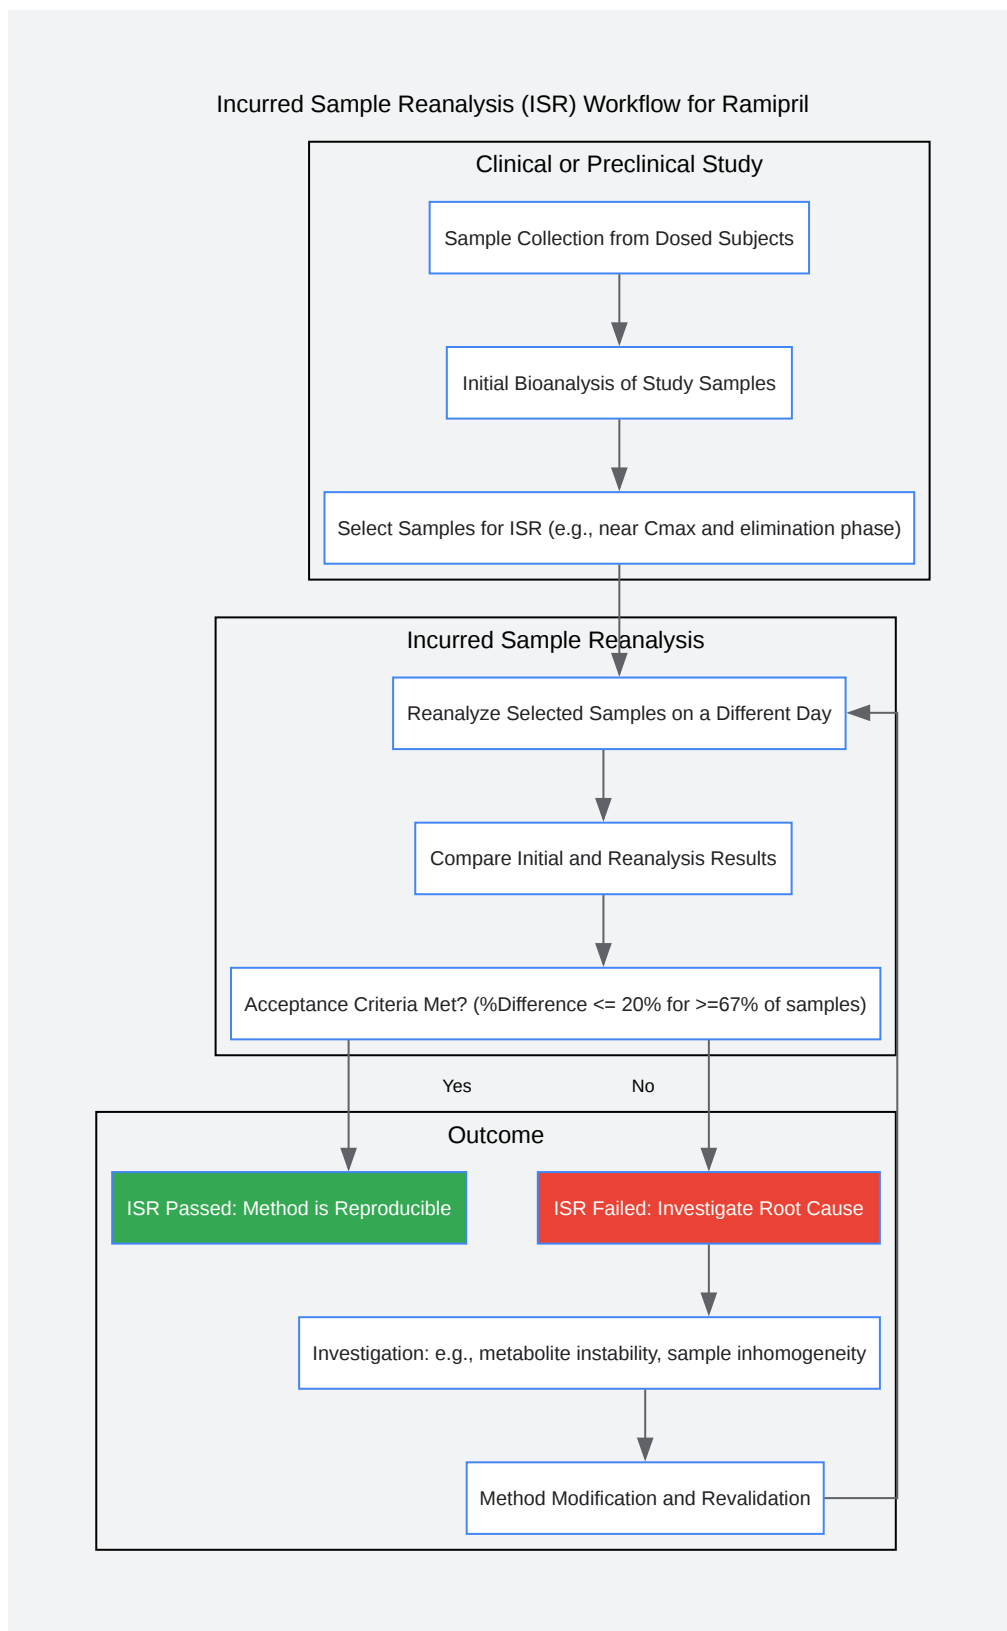 Incurred Sample Reanalysis (ISR) Workflow for Ramipril
Clinical or Preclinical Study
Sample Collection from Dosed Subjects
Initial Bioanalysis of Study Samples
Select Samples for ISR (e.g., near Cmax and elimination phase)
Incurred Sample Reanalysis
Reanalyze Selected Samples on a Different Day
Compare Initial and Reanalysis Results
Acceptance Criteria Met? (%Difference <= 20% for >=67% of samples)
Yes
No
Outcome
ISR Passed: Method is Reproducible
ISR Failed: Investigate Root Cause
Investigation: e.g., metabolite instability, sample inhomogeneity
Method Modification and Revalidation